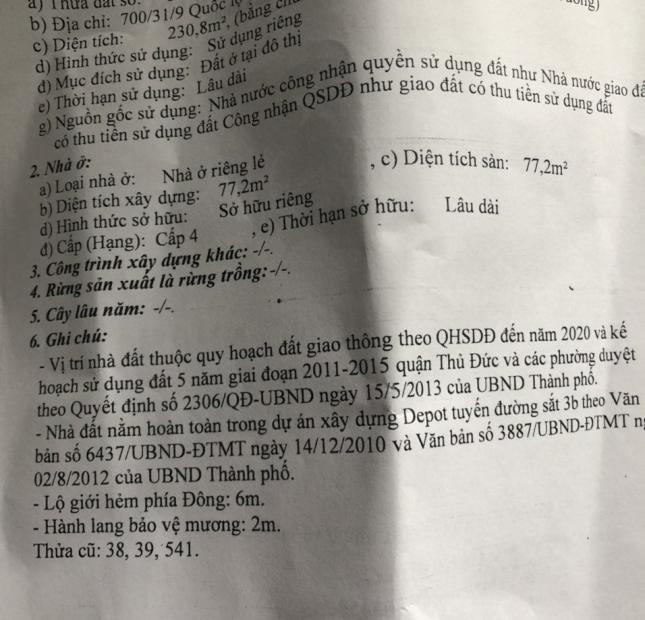 a) Thửa đất số:
b) Địa chỉ: 700/31/9 Quốc lộ
c) Diện tích: 230,8m², (bằng
d) Hình thức sử dụng: Sử dụng riêng
đ) Mục đích sử dụng: Đất ở tại đô thị
e) Thời hạn sử dụng: Lâu dài
g) Nguồn gốc sử dụng: Nhà nước công nhận quyền sử dụng đất như Nhà nước giao đấ
có thu tiền sử dụng đất Công nhận QSDĐ như giao đất có thu tiền sử dụng đất
2. Nhà ở:
a) Loại nhà ở: Nhà ở riêng lẻ
b) Diện tích xây dựng: 77,2m² , c) Diện tích sàn: 77,2m²
d) Hình thức sở hữu: Sở hữu riêng
đ) Cấp (Hạng): Cấp 4 , e) Thời hạn sở hữu: Lâu dài
3. Công trình xây dựng khác: -/-.
4. Rừng sản xuất là rừng trồng: -/-.
5. Cây lâu năm: -/-.
6. Ghi chú:
- Vị trí nhà đất thuộc quy hoạch đất giao thông theo QHSDĐ đến năm 2020 và kế
hoạch sử dụng đất 5 năm giai đoạn 2011-2015 quận Thủ Đức và các phường duyệt
theo Quyết định số 2306/QĐ-UBND ngày 15/5/2013 của UBND Thành phố.
- Nhà đất nằm hoàn toàn trong dự án xây dựng Depot tuyến đường sắt 3b theo Văn
bản số 6437/UBND-ĐTMT ngày 14/12/2010 và Văn bản số 3887/UBND-ĐTMT n
02/8/2012 của UBND Thành phố.
- Lộ giới hẻm phía Đông: 6m.
- Hành lang bảo vệ mương: 2m.
Thửa cũ: 38, 39, 541.